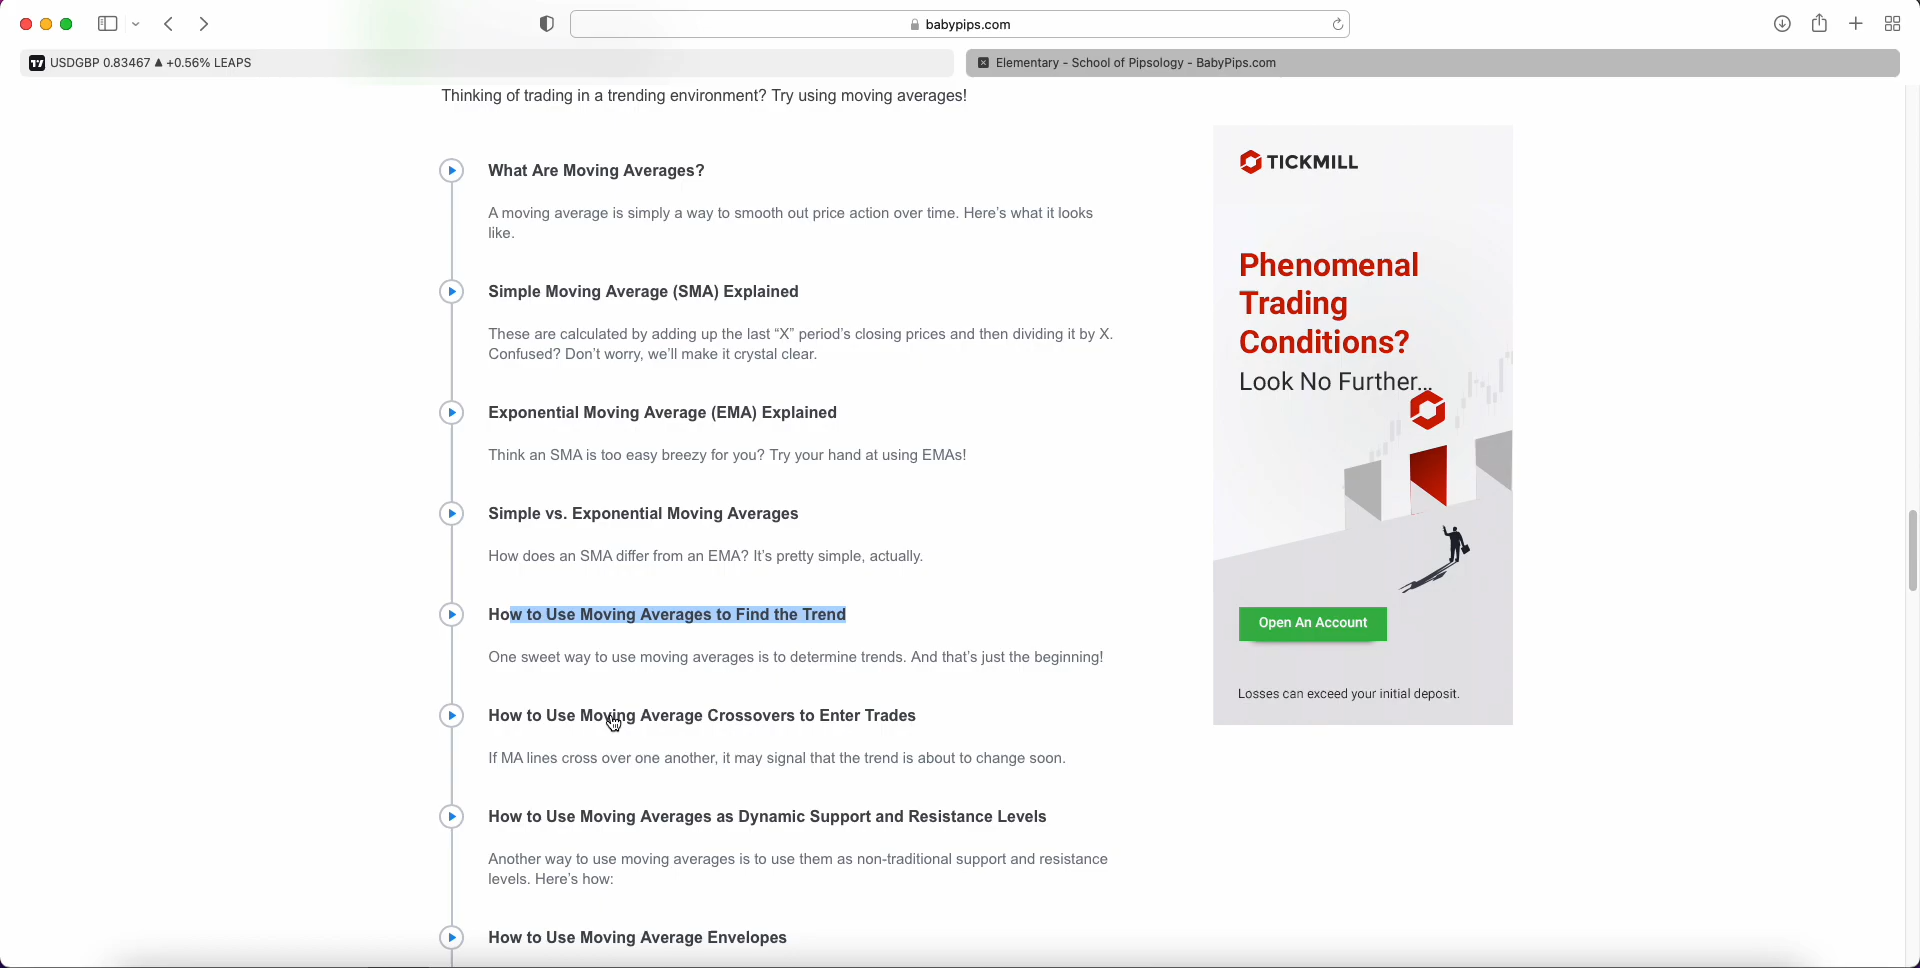 babypips.com
USDGBP 0.83467 ▲ +0.56% LEAPS
Elementary - School of Pipsology - BabyPips.com
Thinking of trading in a trending environment? Try using moving averages!
What Are Moving Averages?
A moving average is simply a way to smooth out price action over time. Here’s what it looks
like.
Simple Moving Average (SMA) Explained
These are calculated by adding up the last “X” period’s closing prices and then dividing it by X.
Confused? Don’t worry, we’ll make it crystal clear.
Exponential Moving Average (EMA) Explained
Think an SMA is too easy breezy for you? Try your hand at using EMAs!
Simple vs. Exponential Moving Averages
How does an SMA differ from an EMA? It’s pretty simple, actually.
How to Use Moving Averages to Find the Trend
One sweet way to use moving averages is to determine trends. And that’s just the beginning!
How to Use Moving Average Crossovers to Enter Trades
If MA lines cross over one another, it may signal that the trend is about to change soon.
How to Use Moving Averages as Dynamic Support and Resistance Levels
Another way to use moving averages is to use them as non-traditional support and resistance
levels. Here’s how:
How to Use Moving Average Envelopes
TICKMILL
Phenomenal
Trading
Conditions?
Look No Further...
Open An Account
Losses can exceed your initial deposit.